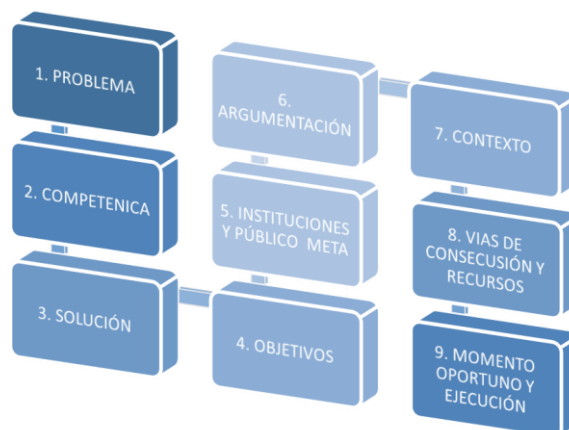 1. PROBLEMA
2. COMPETENICA
3. SOLUCIÓN
4. OBJETIVOS
5. INSTITUCIONES
Y PÚBLICO META
6.
ARGUMENTACIÓN
7. CONTEXTO
8. VIAS DE
CONSECUSIÓN Y
RECURSOS
9. MOMENTO
OPORTUNO Y
EJECUCIÓN